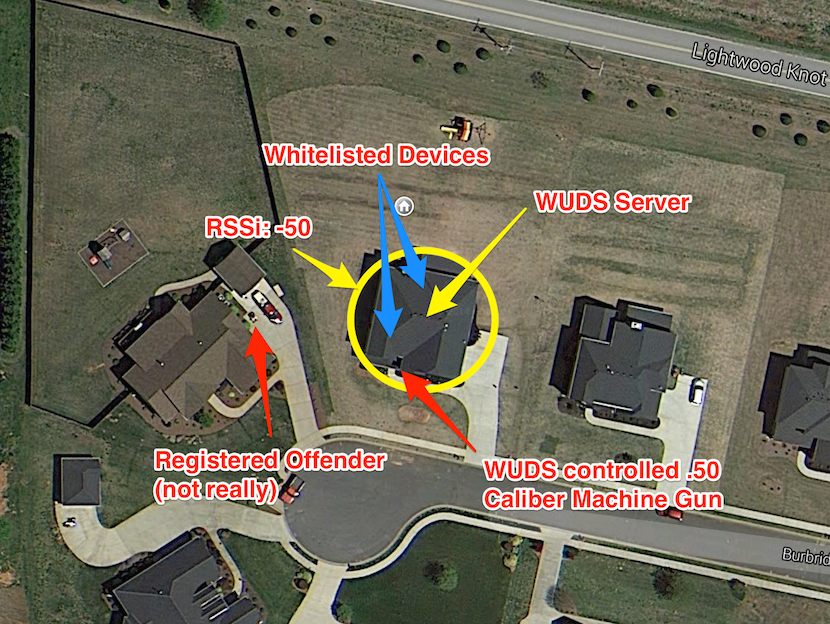 Lightwood Knot
Whitelisted Devices
WUDS Server
RSSi: -50
Registered Offender
(not really)
WUDS controlled .50
Caliber Machine Gun
Burbrid